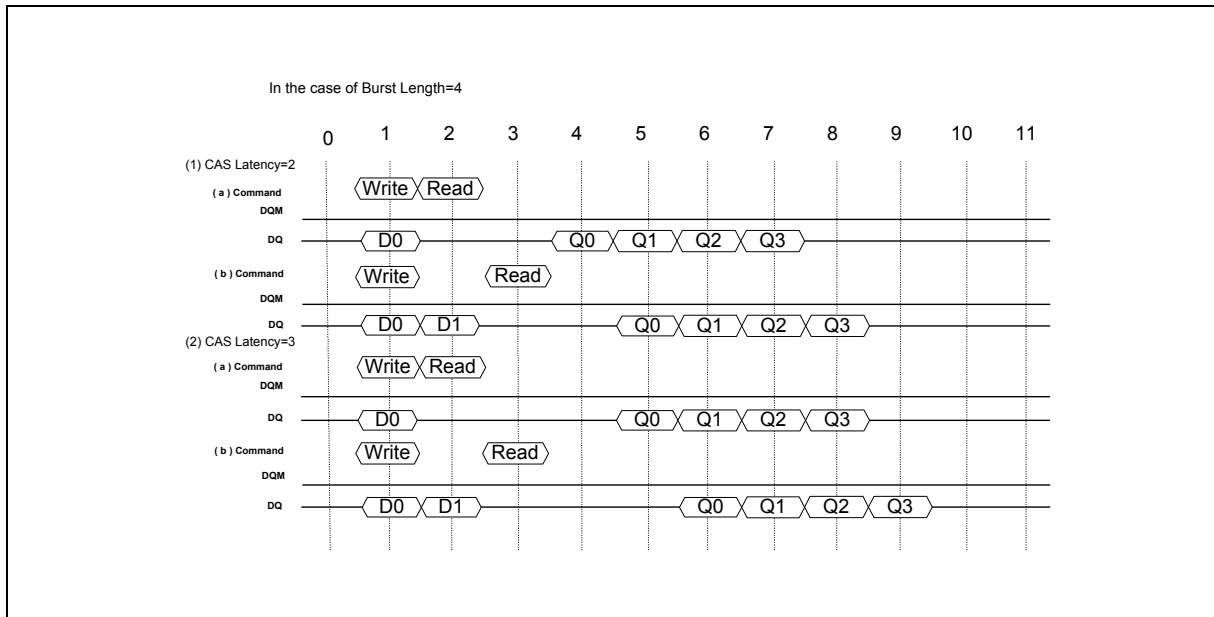 In the case of Burst Length=4
0 1 2 3 4 5 6 7 8 9 10 11
(1) CAS Latency=2
( a ) Command Write Read
DQM
DQ D0 Q0 Q1 Q2 Q3
( b ) Command Write Read
DQM
DQ D0 D1 Q0 Q1 Q2 Q3
(2) CAS Latency=3
( a ) Command Write Read
DQM
DQ D0 Q0 Q1 Q2 Q3
( b ) Command Write Read
DQM
DQ D0 D1 Q0 Q1 Q2 Q3